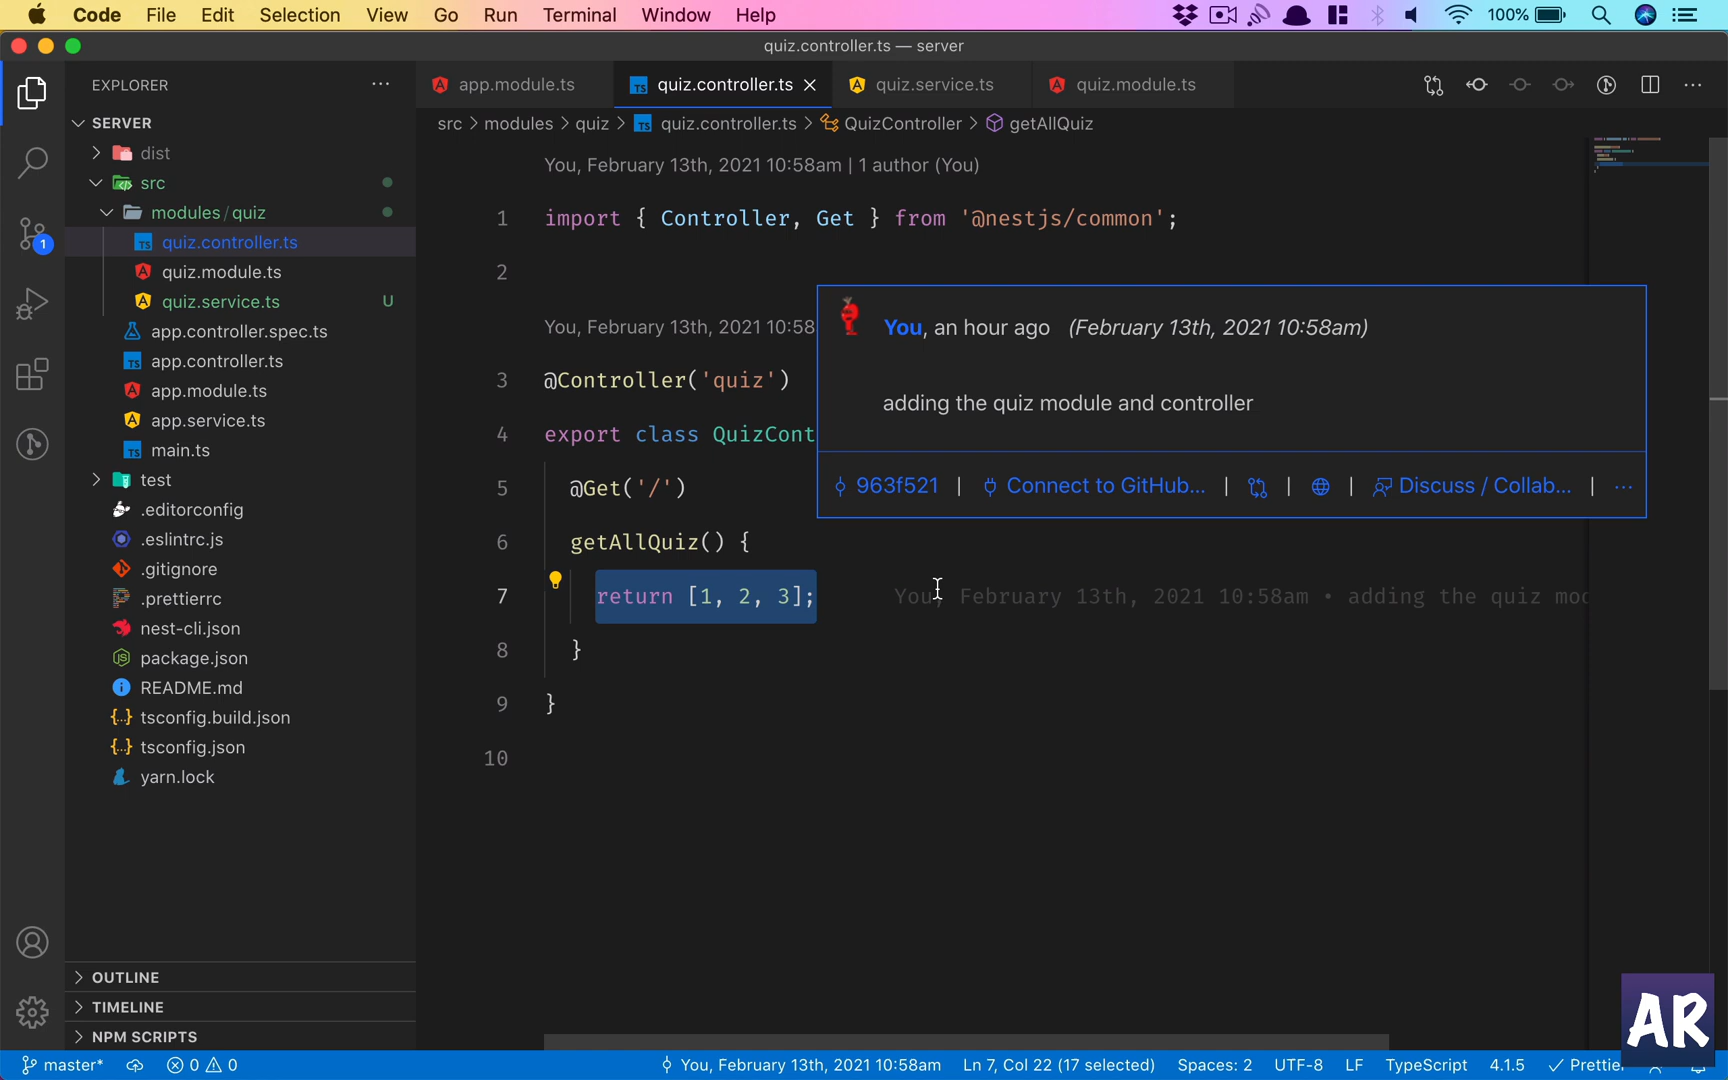 Code File Edit Selection View Go Run Terminal Window Help 100%
quiz.controller.ts — server
EXPLORER ...
app.module.ts quiz.controller.ts quiz.service.ts quiz.module.ts
src > modules > quiz > TS quiz.controller.ts > QuizController > getAllQuiz
SERVER
dist
src
modules/quiz
TS quiz.controller.ts
quiz.module.ts
quiz.service.ts U
app.controller.spec.ts
TS app.controller.ts
app.module.ts
app.service.ts
TS main.ts
test
.editorconfig
.eslintrc.js
.gitignore
.prettierrc
nest-cli.json
package.json
README.md
{..} tsconfig.build.json
{..} tsconfig.json
yarn.lock
OUTLINE
TIMELINE
NPM SCRIPTS
1
You, February 13th, 2021 10:58am | 1 author (You)
1 import { Controller, Get } from '@nestjs/common';
2
You, February 13th, 2021 10:58
3 @Controller('quiz')
4 export class QuizCont
5 @Get('/')
6 getAllQuiz() {
7 return [1, 2, 3]; You, February 13th, 2021 10:58am • adding the quiz mod
8 }
9 }
10
You, an hour ago (February 13th, 2021 10:58am)
adding the quiz module and controller
963f521 | Connect to GitHub... | | | Discuss / Collab... | ...
AR
master* 0 0 You, February 13th, 2021 10:58am Ln 7, Col 22 (17 selected) Spaces: 2 UTF-8 LF TypeScript 4.1.5 Prettier